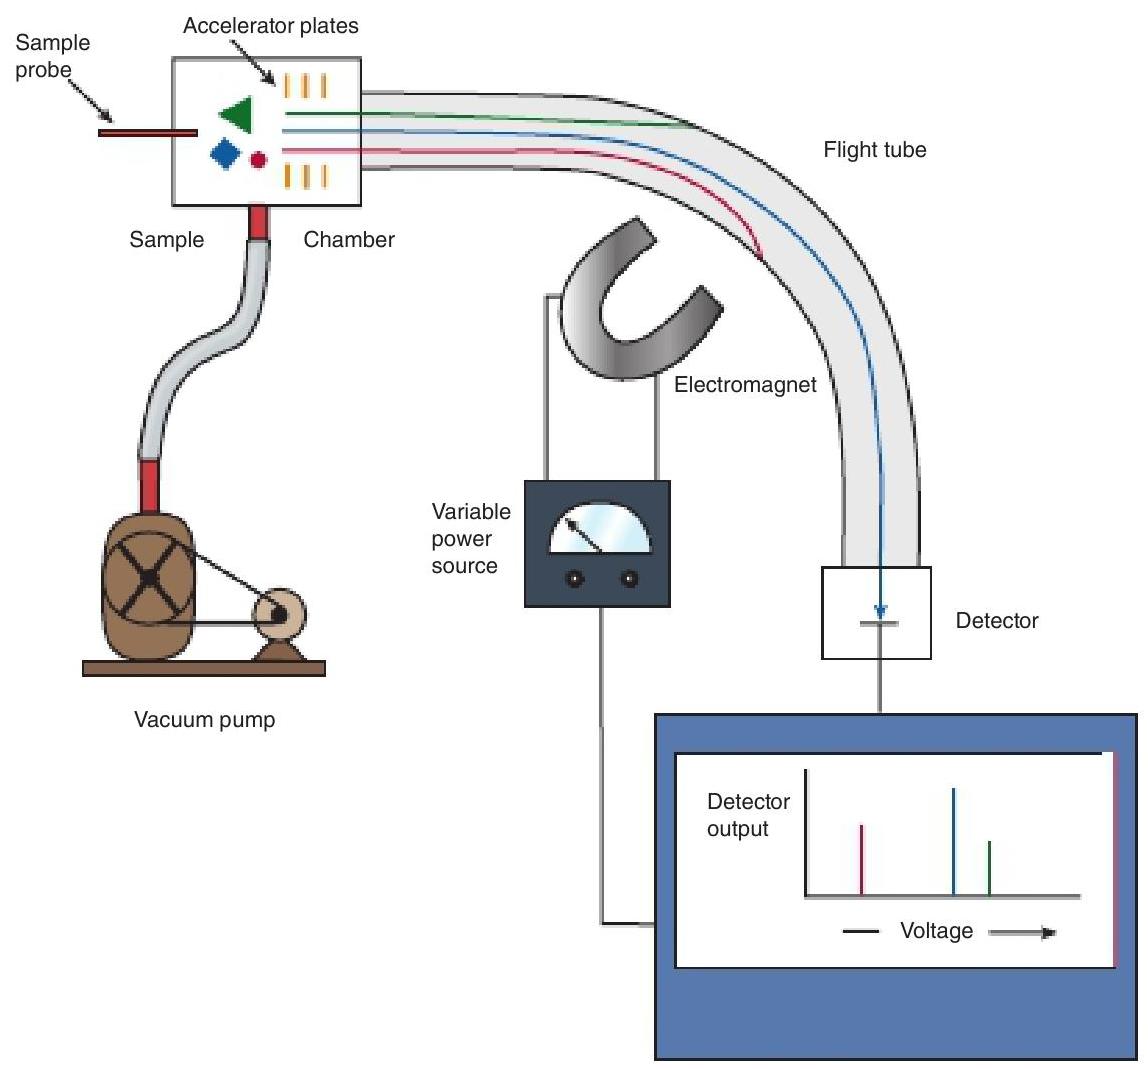 Accelerator plates
Sample
probe
Flight tube
Sample
Chamber
Electromagnet
Variable
power
source
Detector
Vacuum pump
Detector
output
Voltage